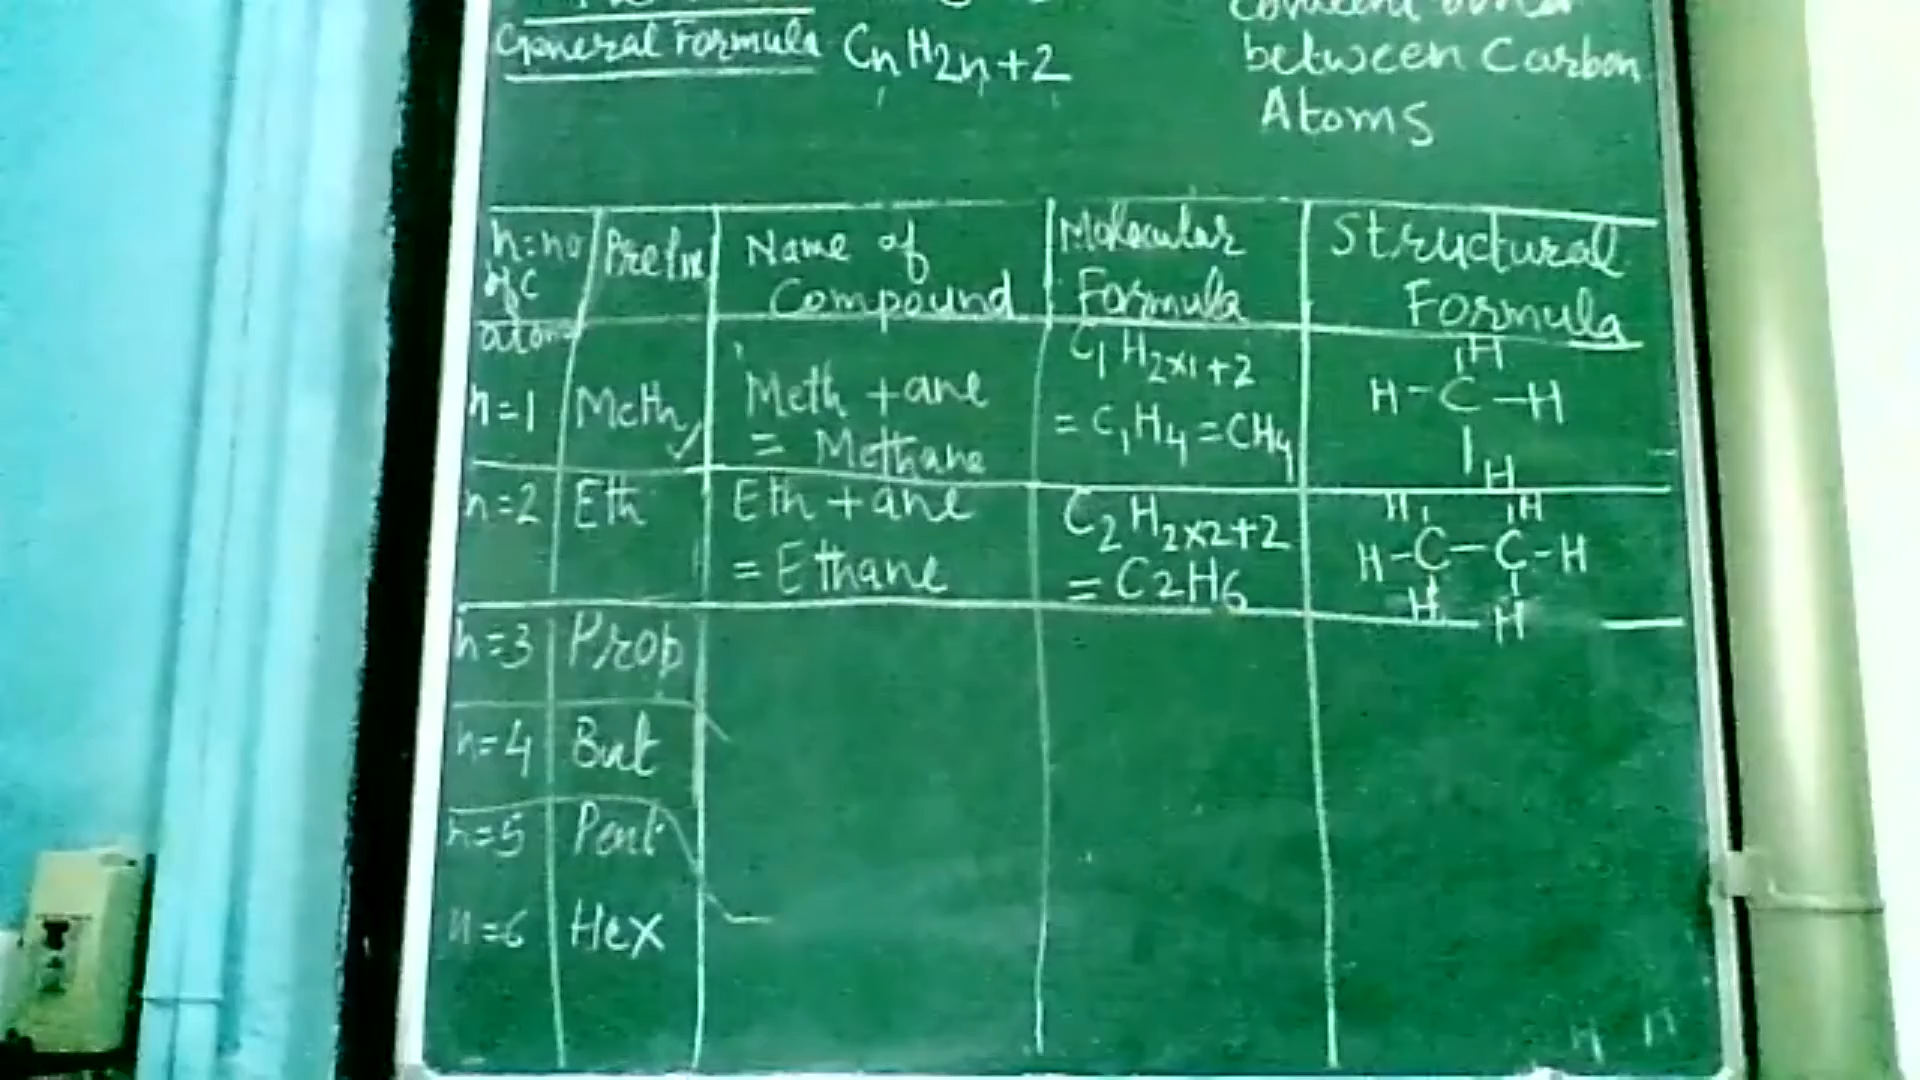 General Formula CnH2n+2
between Carbon
Atoms
n=no of C atoms | Prefix | Name of Compound | Molecular Formula | Structural Formula
n=1 | Meth | Meth + ane = Methane | C1H2x1+2 = C1H4 = CH4
H
H-C-H
H
n=2 | Eth | Eth + ane = Ethane | C2H2x2+2 = C2H6
H H
H-C-C-H
H H
n=3 | Prop
n=4 | But
n=5 | Pent
n=6 | Hex